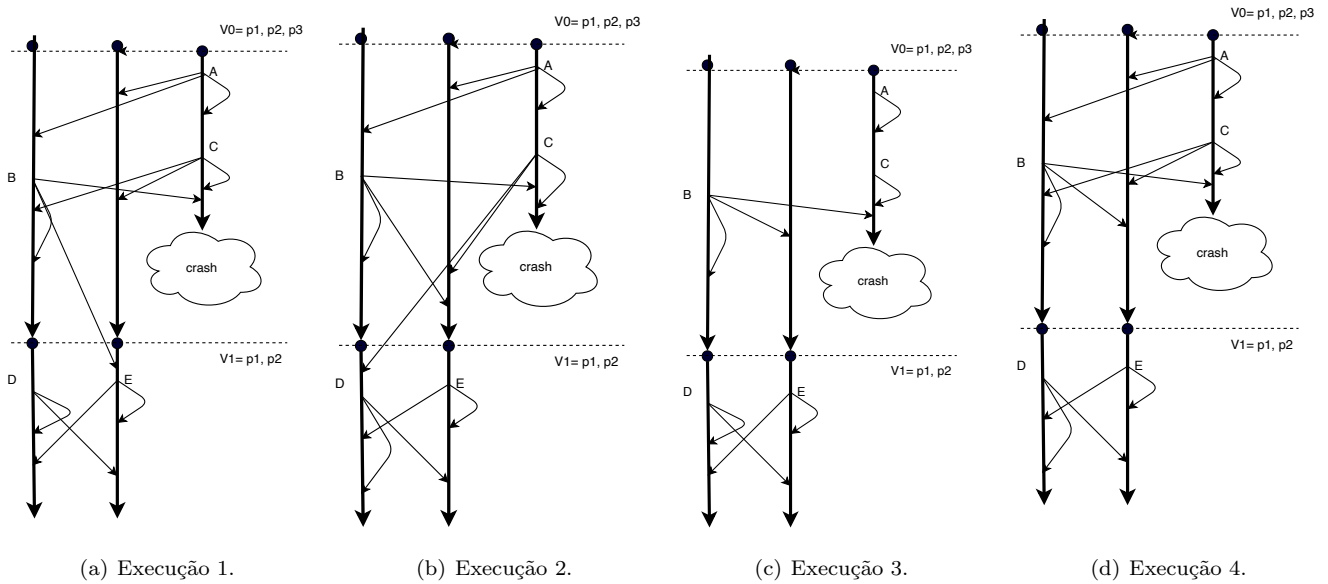 V0= p1, p2, p3
A
C
B
crash
V1= p1, p2
D
E
(a) Execução 1.
V0= p1, p2, p3
A
C
B
crash
V1= p1, p2
D
E
(b) Execução 2.
V0= p1, p2, p3
A
C
B
crash
V1= p1, p2
D
E
(c) Execução 3.
V0= p1, p2, p3
A
C
B
crash
V1= p1, p2
D
E
(d) Execução 4.